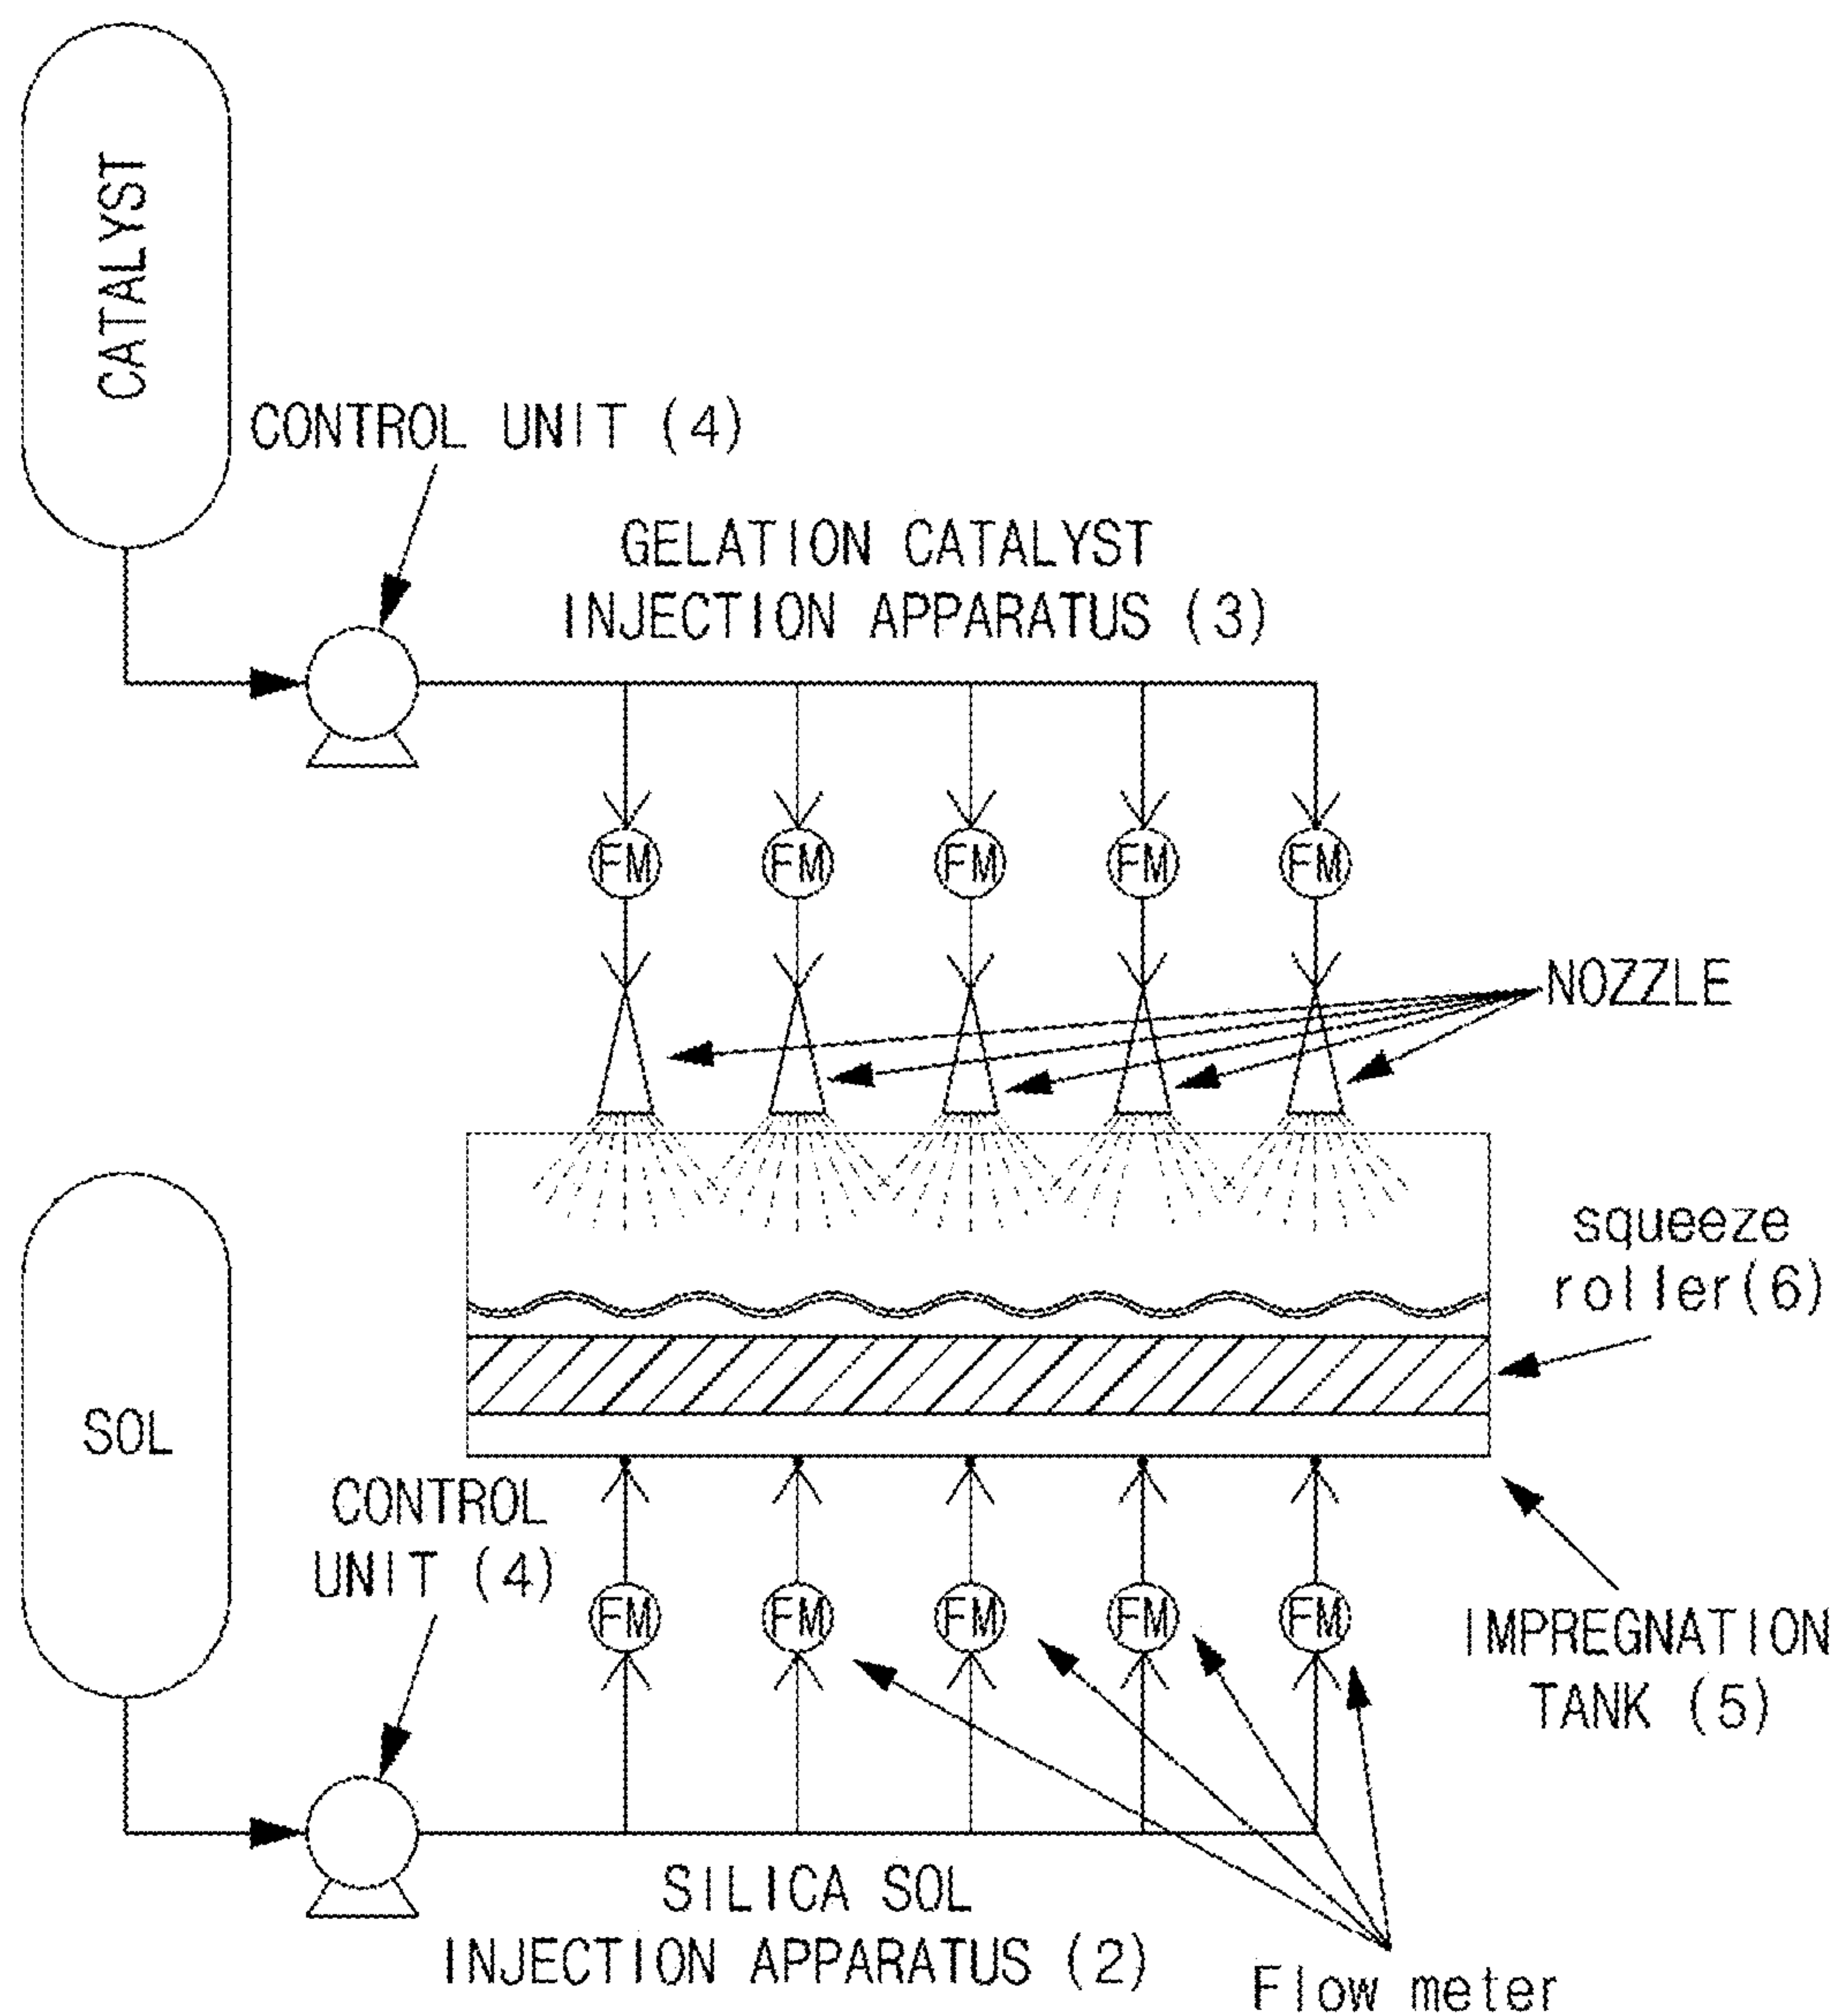 CATALYST
CONTROL UNIT (4)
GELATION CATALYST
INJECTION APPARATUS (3)
FM FM FM FM FM
NOZZLE
squeeze
roller(6)
SOL
CONTROL
UNIT (4)
FM FM FM FM FM
IMPREGNATION
TANK (5)
SILICA SOL
INJECTION APPARATUS (2)
Flow meter